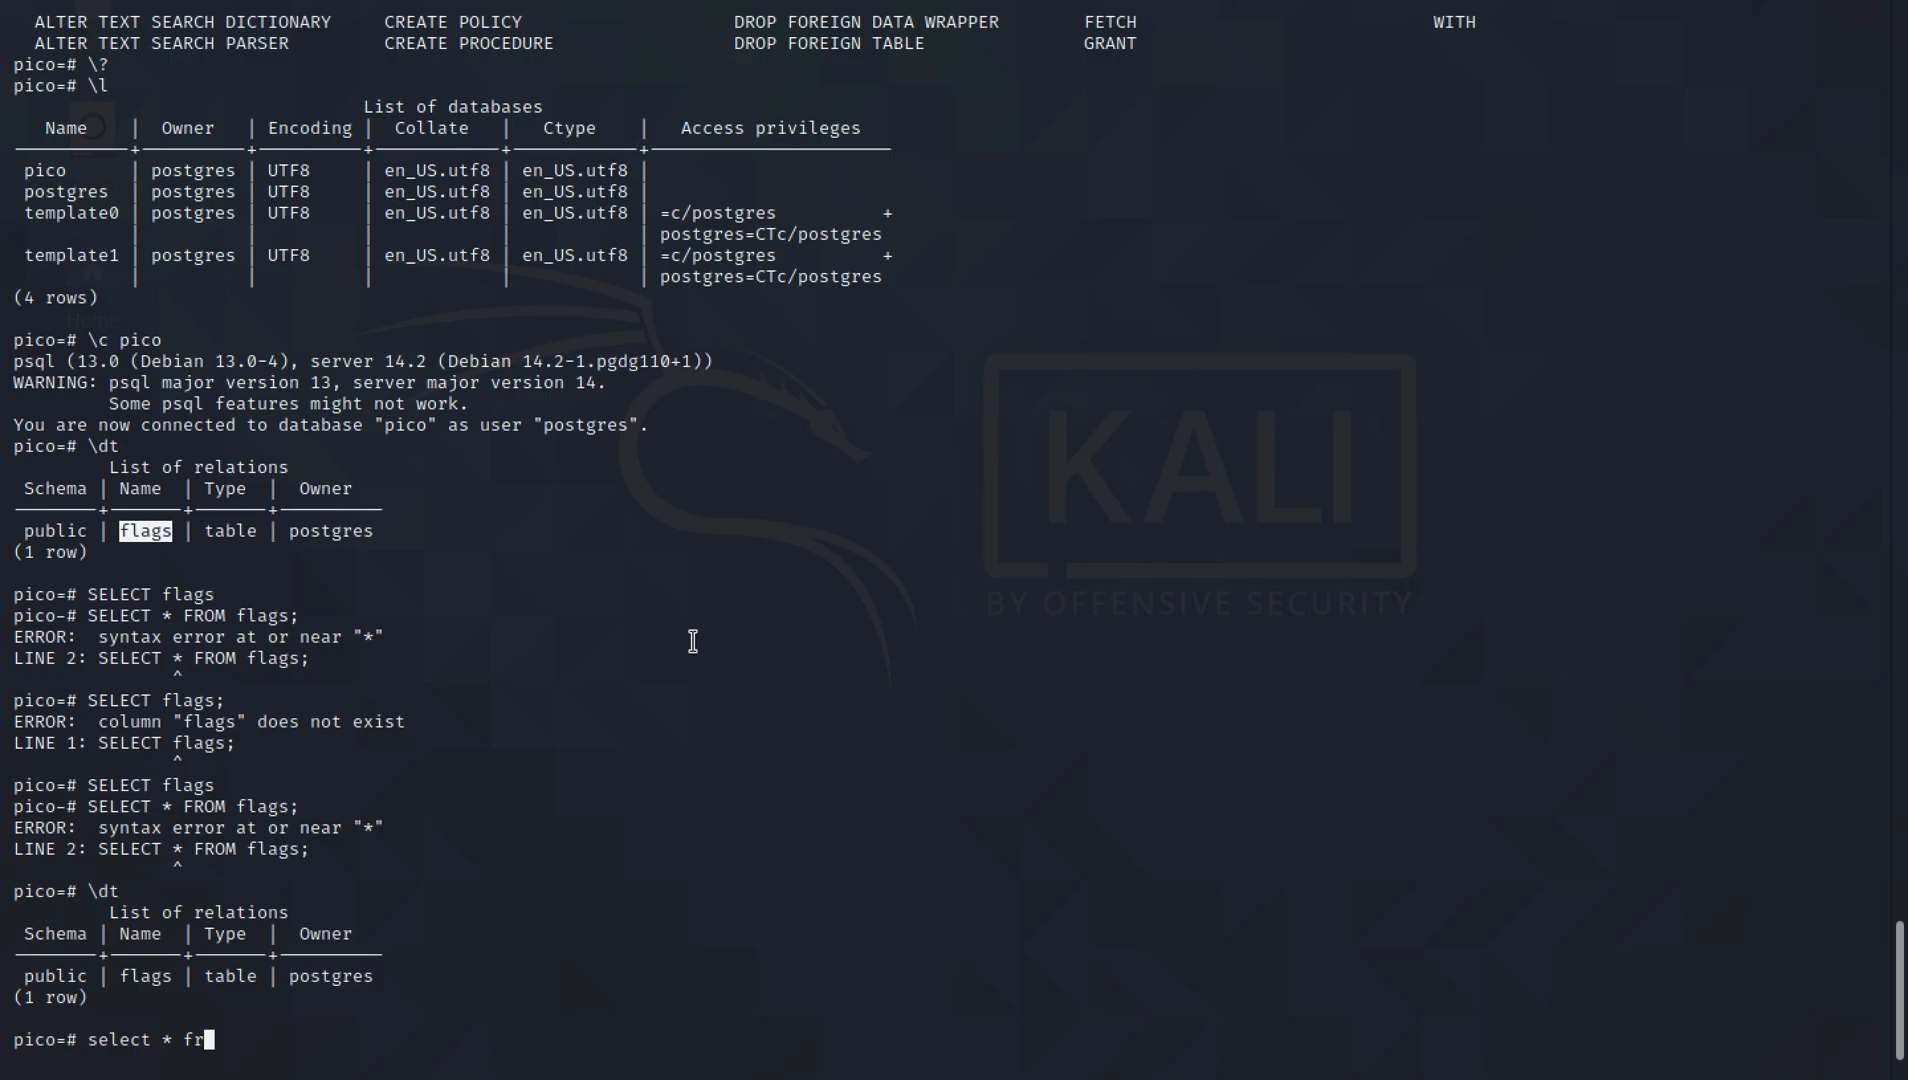 ALTER TEXT SEARCH DICTIONARY     CREATE POLICY                    DROP FOREIGN DATA WRAPPER        FETCH                            WITH
  ALTER TEXT SEARCH PARSER         CREATE PROCEDURE                 DROP FOREIGN TABLE               GRANT
pico=# \?
pico=# \l
                                 List of databases
   Name    |  Owner   | Encoding |  Collate   |   Ctype    |   Access privileges
-----------+----------+----------+------------+------------+-----------------------
 pico      | postgres | UTF8     | en_US.utf8 | en_US.utf8 |
 postgres  | postgres | UTF8     | en_US.utf8 | en_US.utf8 |
 template0 | postgres | UTF8     | en_US.utf8 | en_US.utf8 | =c/postgres          +
           |          |          |            |            | postgres=CTc/postgres
 template1 | postgres | UTF8     | en_US.utf8 | en_US.utf8 | =c/postgres          +
           |          |          |            |            | postgres=CTc/postgres
(4 rows)
Home
pico=# \c pico
psql (13.0 (Debian 13.0-4), server 14.2 (Debian 14.2-1.pgdg110+1))
WARNING: psql major version 13, server major version 14.
         Some psql features might not work.
You are now connected to database "pico" as user "postgres".
pico=# \dt
         List of relations
 Schema | Name  | Type  |  Owner
--------+-------+-------+----------
 public | flags | table | postgres
(1 row)
KALI
BY OFFENSIVE SECURITY
pico=# SELECT flags
pico-# SELECT * FROM flags;
ERROR:  syntax error at or near "*"
LINE 2: SELECT * FROM flags;
               ^
pico=# SELECT flags;
ERROR:  column "flags" does not exist
LINE 1: SELECT flags;
               ^
pico=# SELECT flags
pico-# SELECT * FROM flags;
ERROR:  syntax error at or near "*"
LINE 2: SELECT * FROM flags;
               ^
pico=# \dt
         List of relations
 Schema | Name  | Type  |  Owner
--------+-------+-------+----------
 public | flags | table | postgres
(1 row)
pico=# select * fr